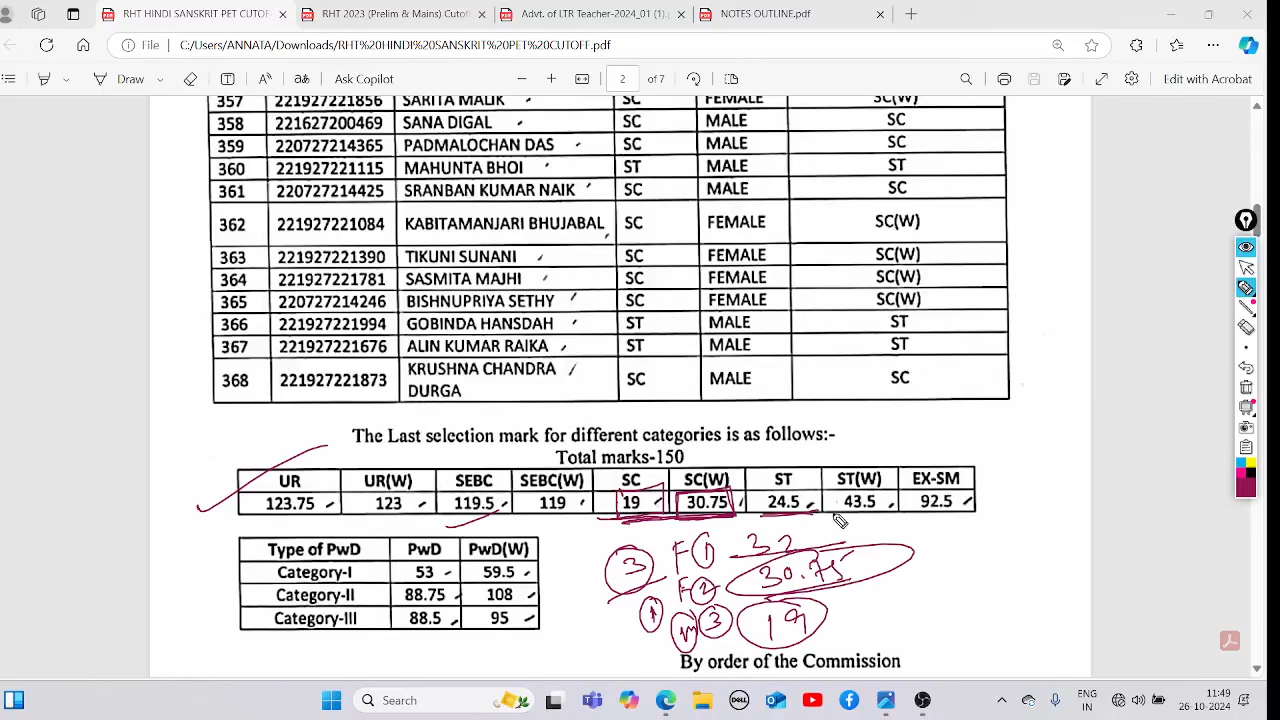 RHT HINDI SANSKRIT PET CUTOF
RHT 2023 (Prelim & Mains) Cutof
Advt. of LTR Teacher-2024_01 (1).p
NOTES OUTLINE.pdf
File
C:/Users/ANNATA/Downloads/RHT%20HINDI%20SANSKRIT%20PET%20CUTOFF.pdf
Draw
Ask Copilot
2 of 7
Edit with Acrobat
357 221927221856 SARITA MALIK SC FEMALE SC(W)
358 221627200469 SANA DIGAL SC MALE SC
359 220727214365 PADMALOCHAN DAS SC MALE SC
360 221927221115 MAHUNTA BHOI ST MALE ST
361 220727214425 SRANBAN KUMAR NAIK SC MALE SC
362 221927221084 KABITAMANJARI BHUJABAL SC FEMALE SC(W)
363 221927221390 TIKUNI SUNANI SC FEMALE SC(W)
364 221927221781 SASMITA MAJHI SC FEMALE SC(W)
365 220727214246 BISHNUPRIYA SETHY SC FEMALE SC(W)
366 221927221994 GOBINDA HANSDAH ST MALE ST
367 221927221676 ALIN KUMAR RAIKA ST MALE ST
368 221927221873 KRUSHNA CHANDRA DURGA SC MALE SC
The Last selection mark for different categories is as follows:-
Total marks-150
UR UR(W) SEBC SEBC(W) SC SC(W) ST ST(W) EX-SM
123.75 123 119.5 119 19 30.75 24.5 43.5 92.5
Type of PwD PwD PwD(W)
Category-I 53 59.5
Category-II 88.75 108
Category-III 88.5 95
3 F 1 32
F 2 30.75
1 M 3 19
By order of the Commission
Search
ENG
IN
11:49
26-10-2024